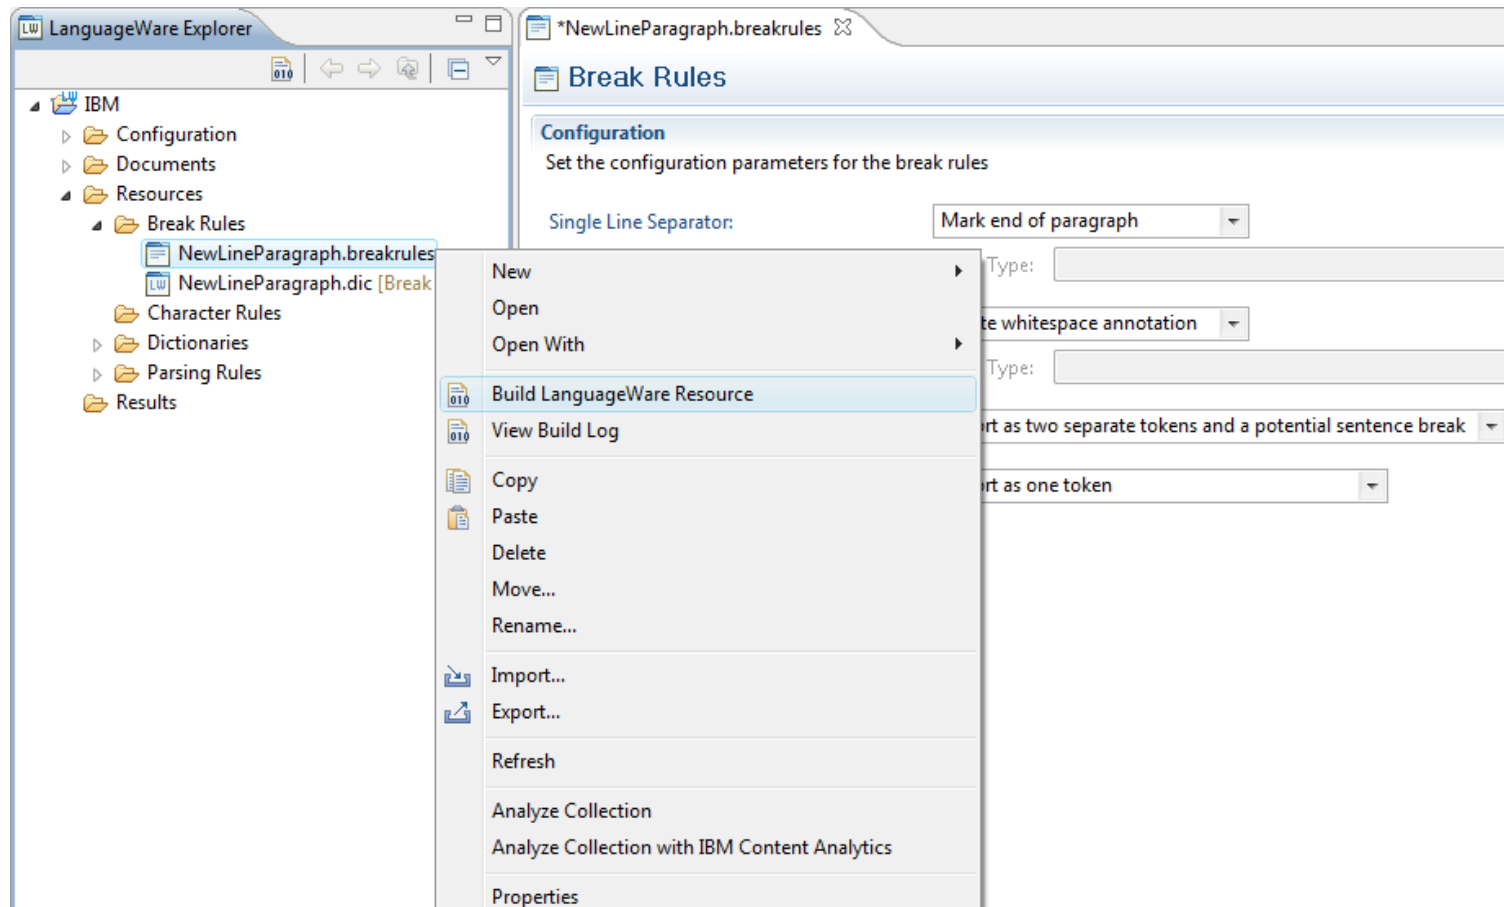 LanguageWare Explorer
IBM
Configuration
Documents
Resources
Break Rules
NewLineParagraph.breakrules
NewLineParagraph.dic [Break
Character Rules
Dictionaries
Parsing Rules
Results
New
Open
Open With
Build LanguageWare Resource
View Build Log
Copy
Paste
Delete
Move...
Rename...
Import...
Export...
Refresh
Analyze Collection
Analyze Collection with IBM Content Analytics
Properties
*NewLineParagraph.breakrules
Break Rules
Configuration
Set the configuration parameters for the break rules
Single Line Separator: Mark end of paragraph
Type:
te whitespace annotation
Type:
rt as two separate tokens and a potential sentence break
rt as one token